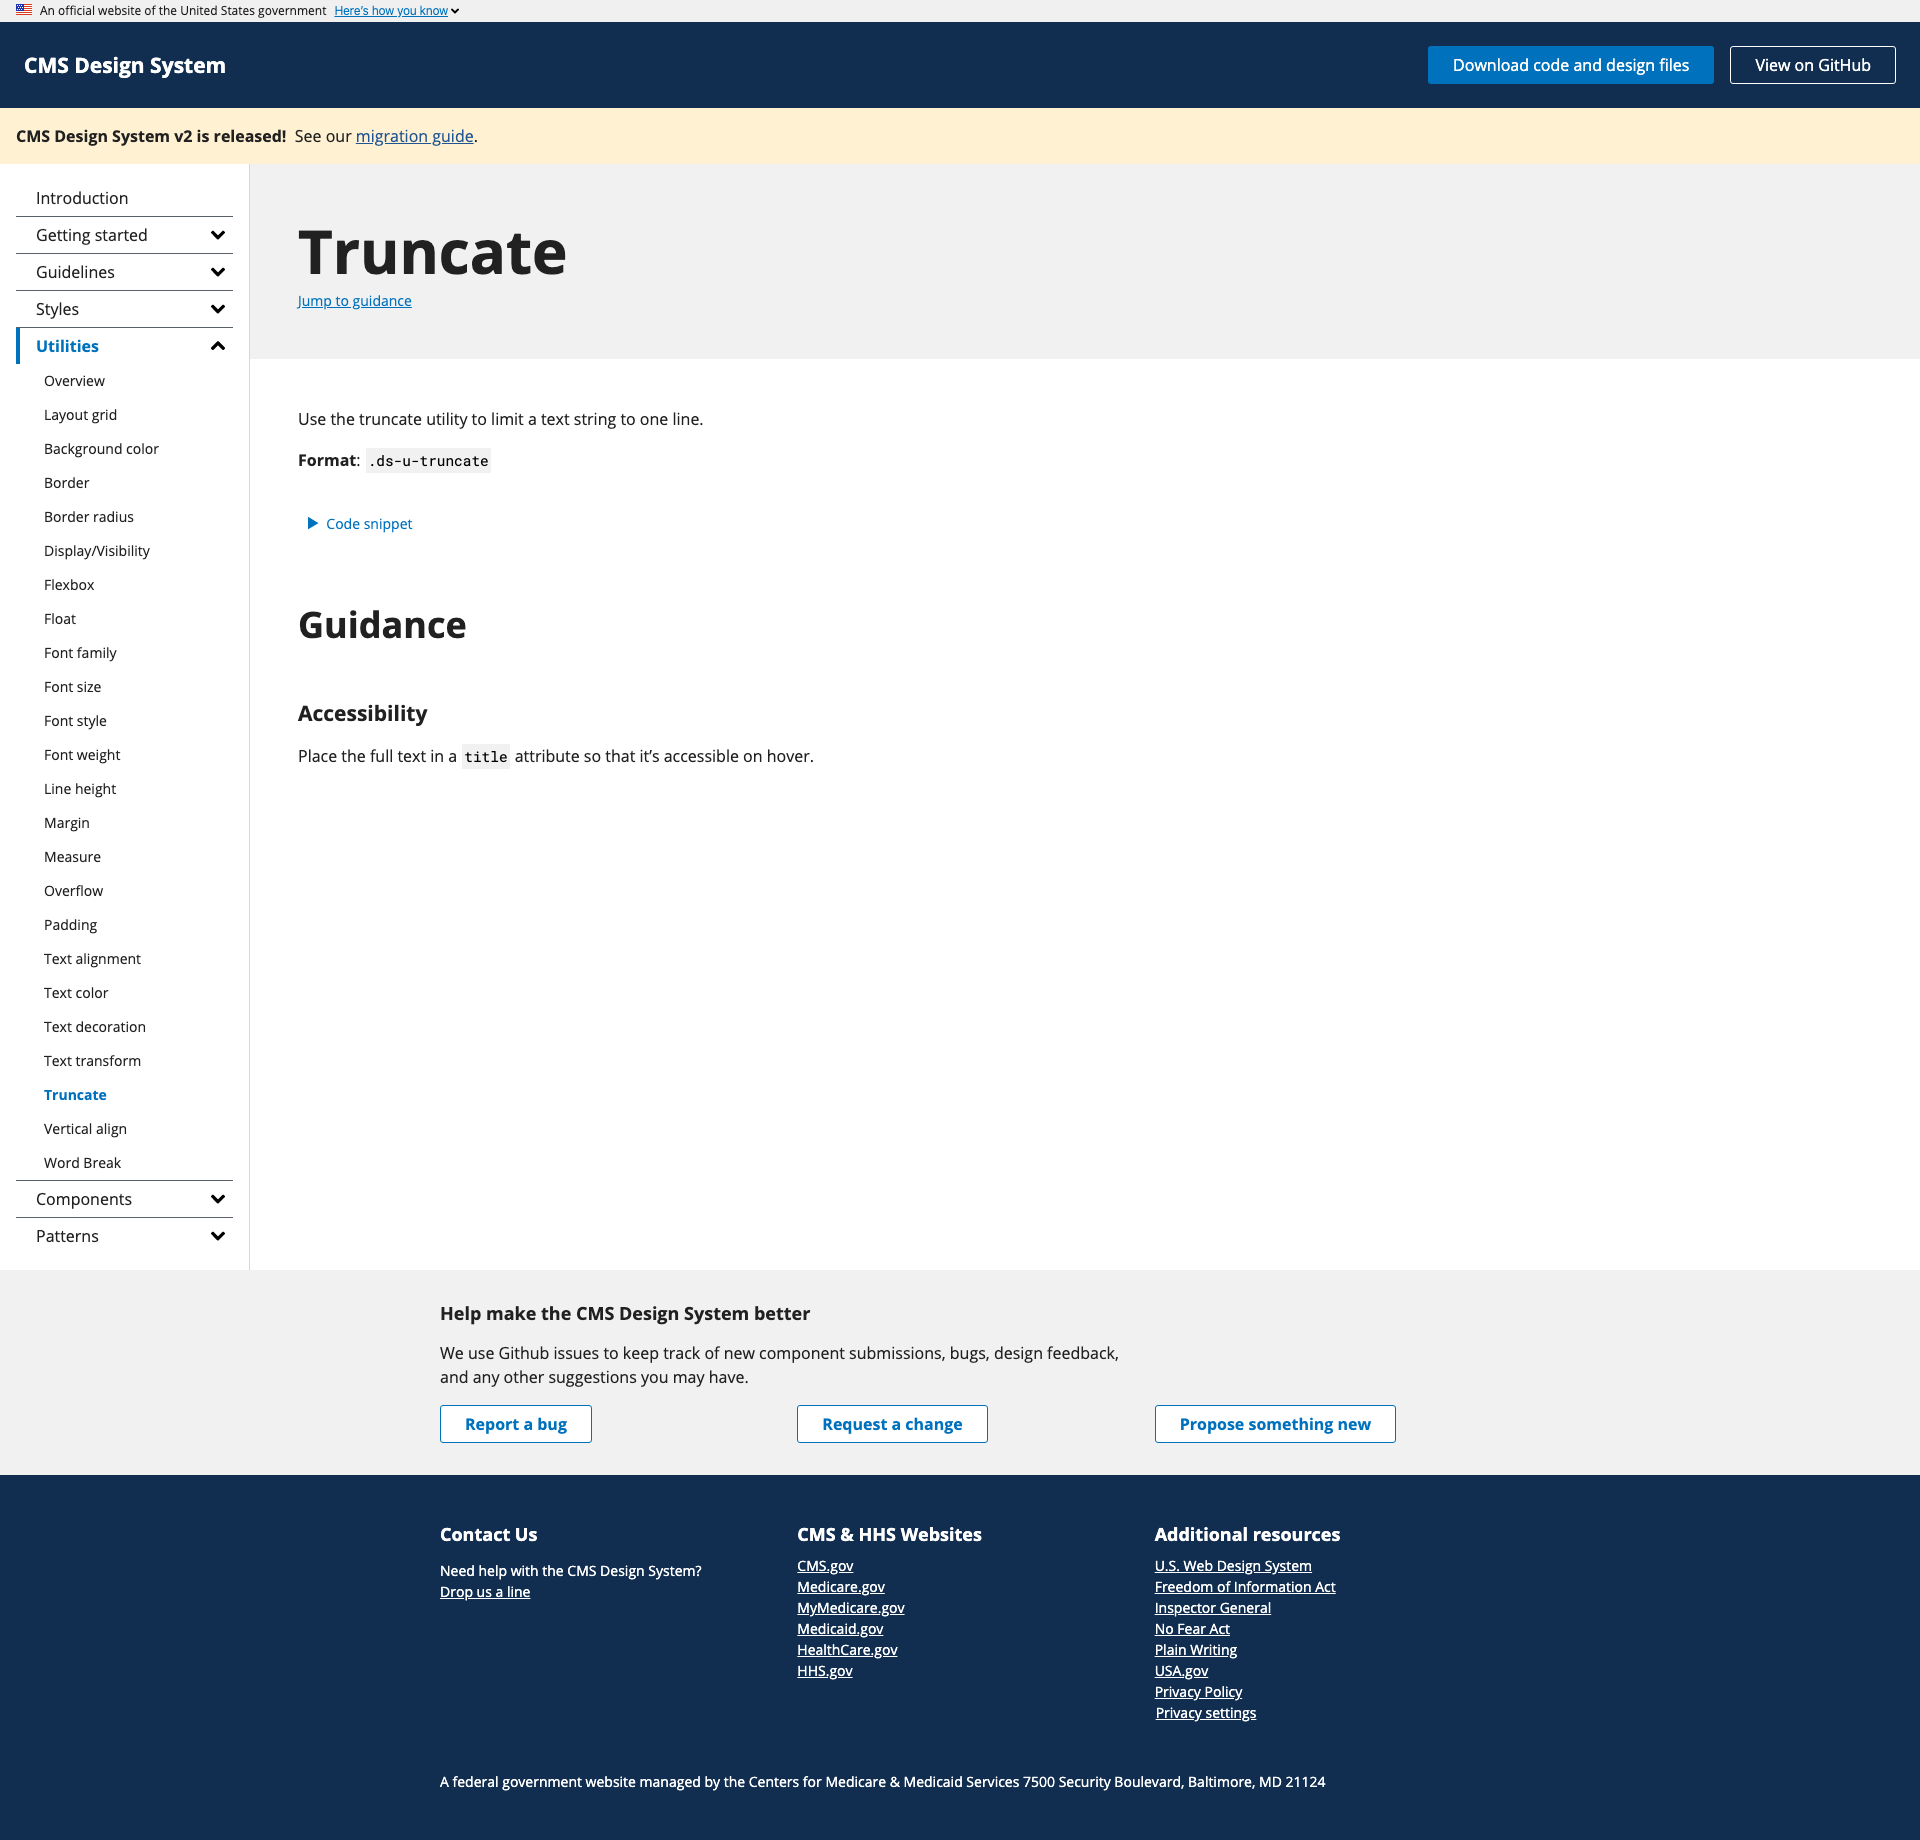 An official website of the United States government Here's how you know
CMS Design System
Download code and design files
View on GitHub
CMS Design System v2 is released! See our migration guide.
Introduction
Getting started
Guidelines
Styles
Utilities
Overview
Layout grid
Background color
Border
Border radius
Display/Visibility
Flexbox
Float
Font family
Font size
Font style
Font weight
Line height
Margin
Measure
Overflow
Padding
Text alignment
Text color
Text decoration
Text transform
Truncate
Vertical align
Word Break
Components
Patterns
Truncate
Jump to guidance
Use the truncate utility to limit a text string to one line.
Format: .ds-u-truncate
Code snippet
Guidance
Accessibility
Place the full text in a title attribute so that it’s accessible on hover.
Help make the CMS Design System better
We use Github issues to keep track of new component submissions, bugs, design feedback,
and any other suggestions you may have.
Report a bug
Request a change
Propose something new
Contact Us
Need help with the CMS Design System?
Drop us a line
CMS & HHS Websites
CMS.gov
Medicare.gov
MyMedicare.gov
Medicaid.gov
HealthCare.gov
HHS.gov
Additional resources
U.S. Web Design System
Freedom of Information Act
Inspector General
No Fear Act
Plain Writing
USA.gov
Privacy Policy
Privacy settings
A federal government website managed by the Centers for Medicare & Medicaid Services 7500 Security Boulevard, Baltimore, MD 21124